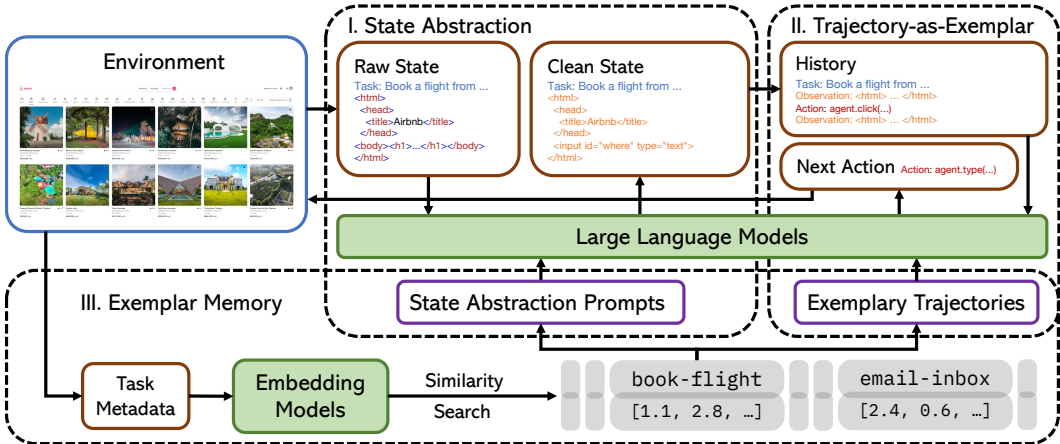 I. State Abstraction
II. Trajectory-as-Exemplar
Environment
Raw State
Task: Book a flight from ...
<html>
<head>
<title>Airbnb</title>
</head>
<body><h1>...</h1></body>
</html>
Clean State
Task: Book a flight from ...
<html>
<head>
<title>Airbnb</title>
</head>
<input id="where" type="text">
</html>
History
Task: Book a flight from ...
Observation: <html> ... </html>
Action: agent.click(...)
Observation: <html> ... </html>
Next Action Action: agent.type(...)
Large Language Models
III. Exemplar Memory
State Abstraction Prompts
Exemplary Trajectories
Task
Metadata
Embedding
Models
Similarity
Search
book-flight
[1.1, 2.8, …]
email-inbox
[2.4, 0.6, …]